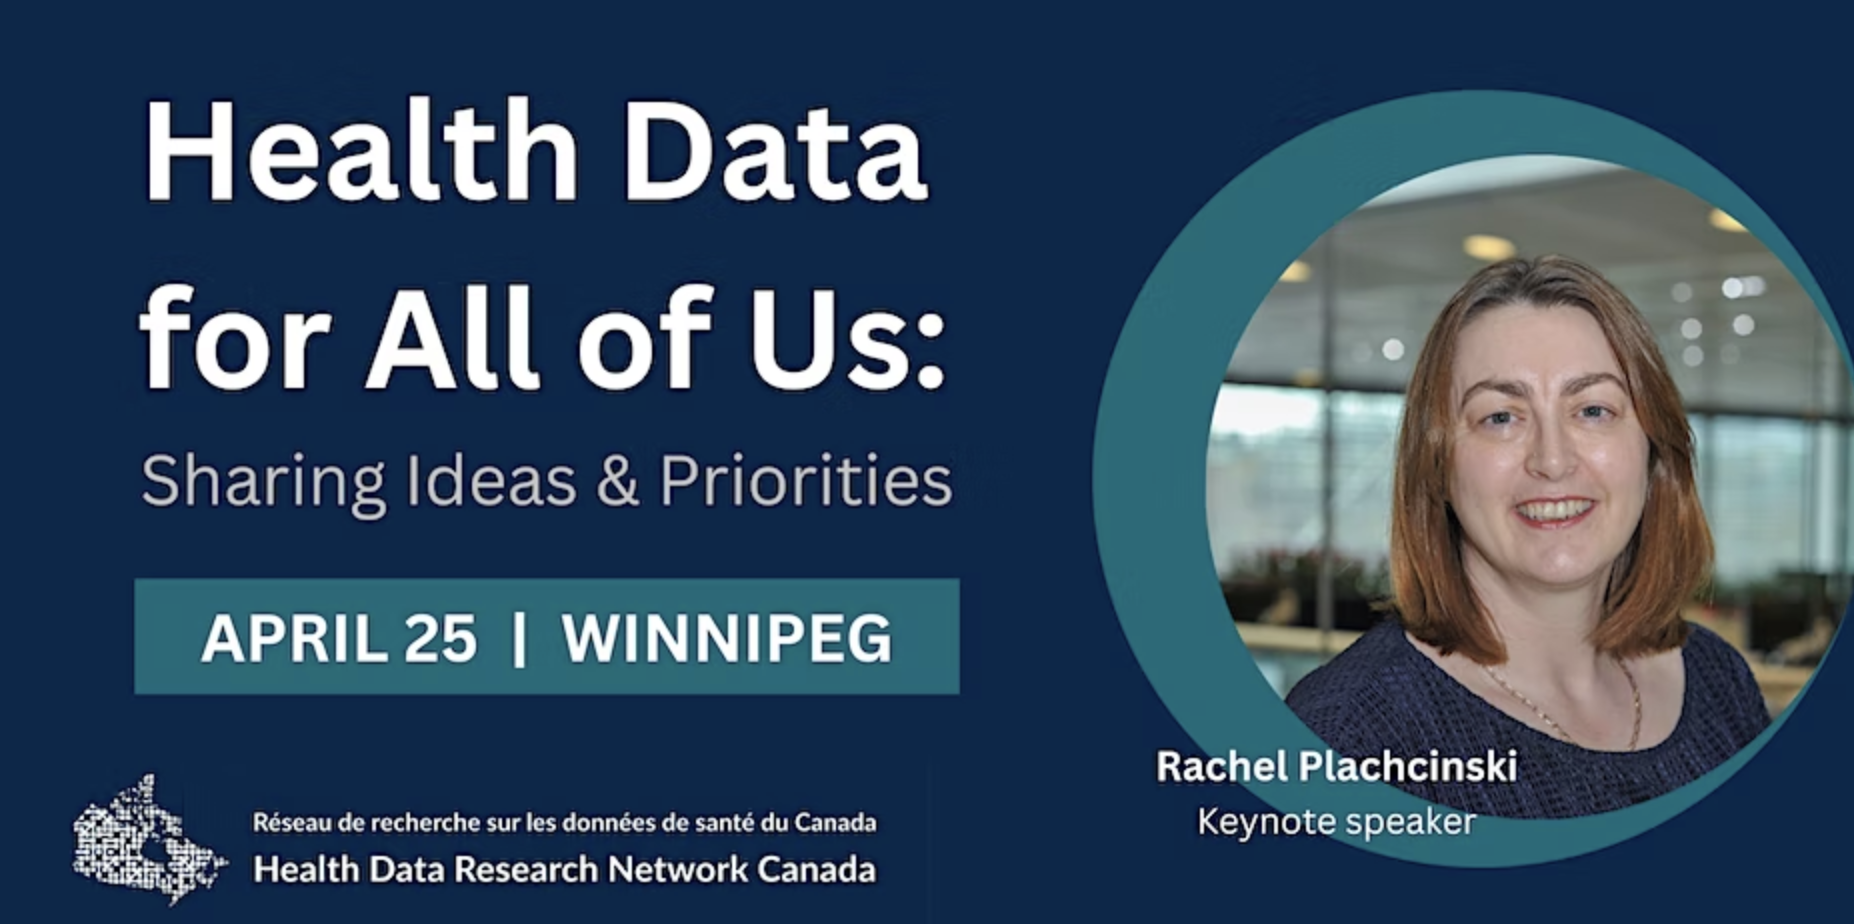 Health Data
for All of Us:
Sharing Ideas & Priorities
APRIL 25 | WINNIPEG
Réseau de recherche sur les données de santé du Canada
Health Data Research Network Canada
Rachel Plachcinski
Keynote speaker